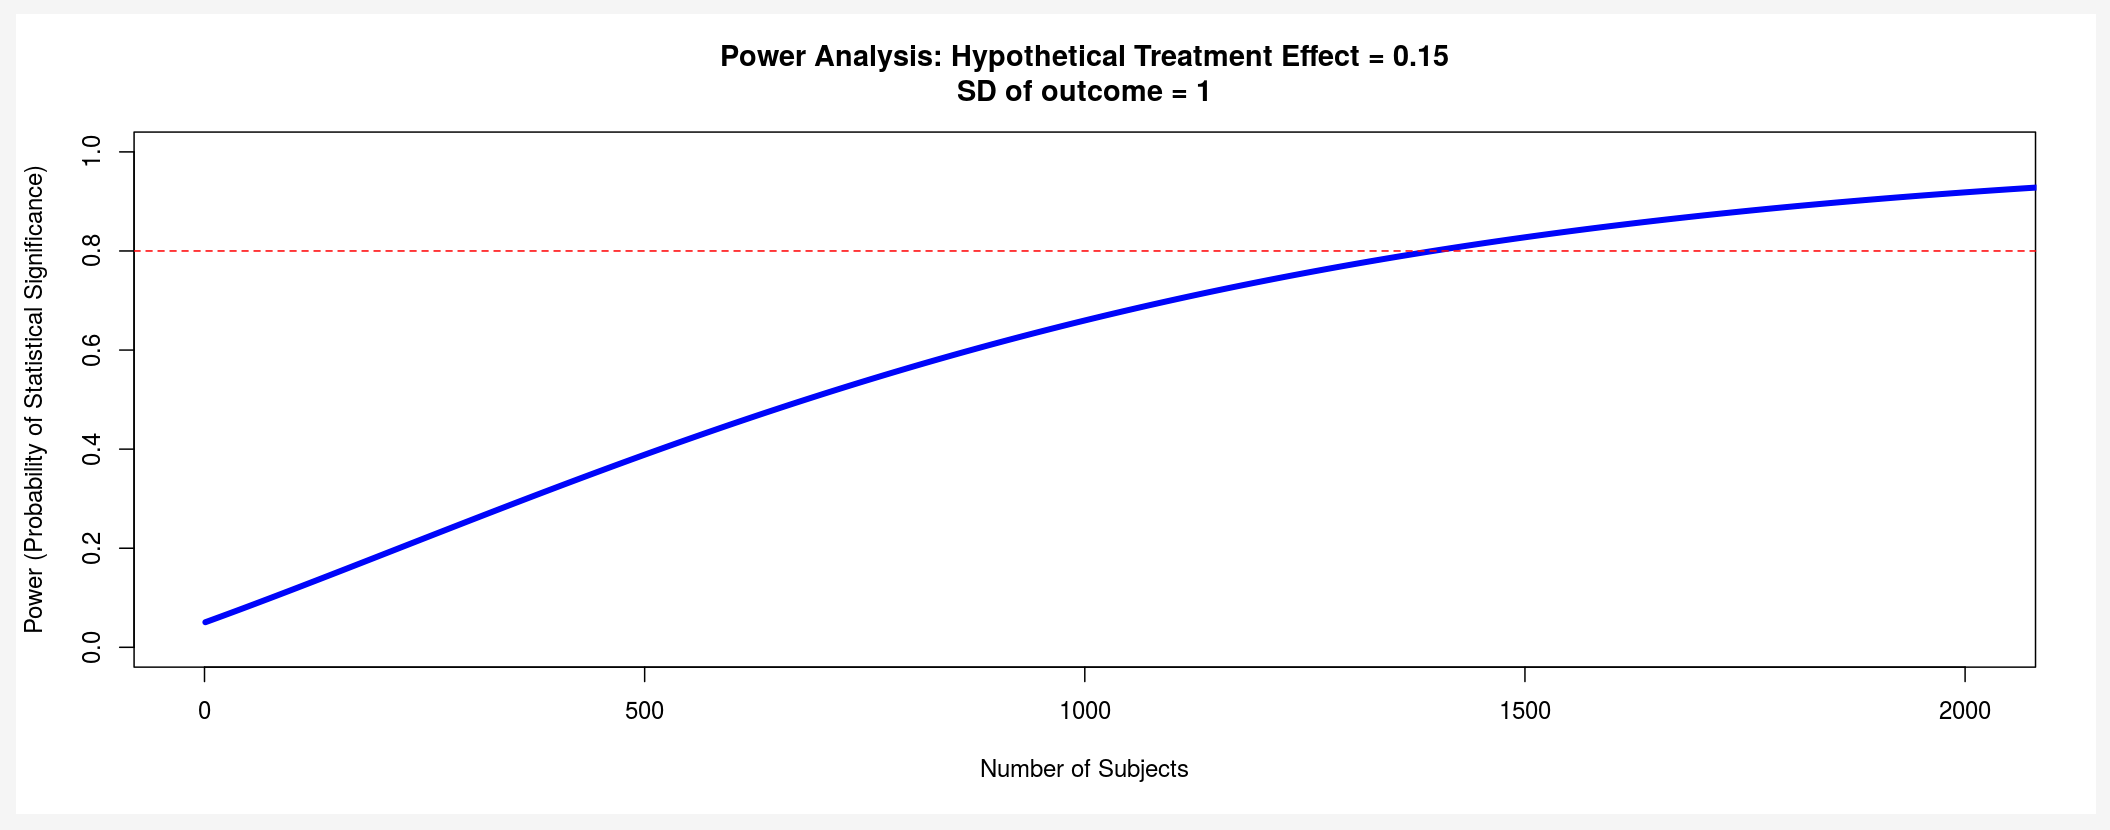 Power Analysis: Hypothetical Treatment Effect = 0.15
SD of outcome = 1
Power (Probability of Statistical Significance)
1.0
0.8
0.6
0.4
0.2
0.0
0
500
1000
1500
2000
Number of Subjects